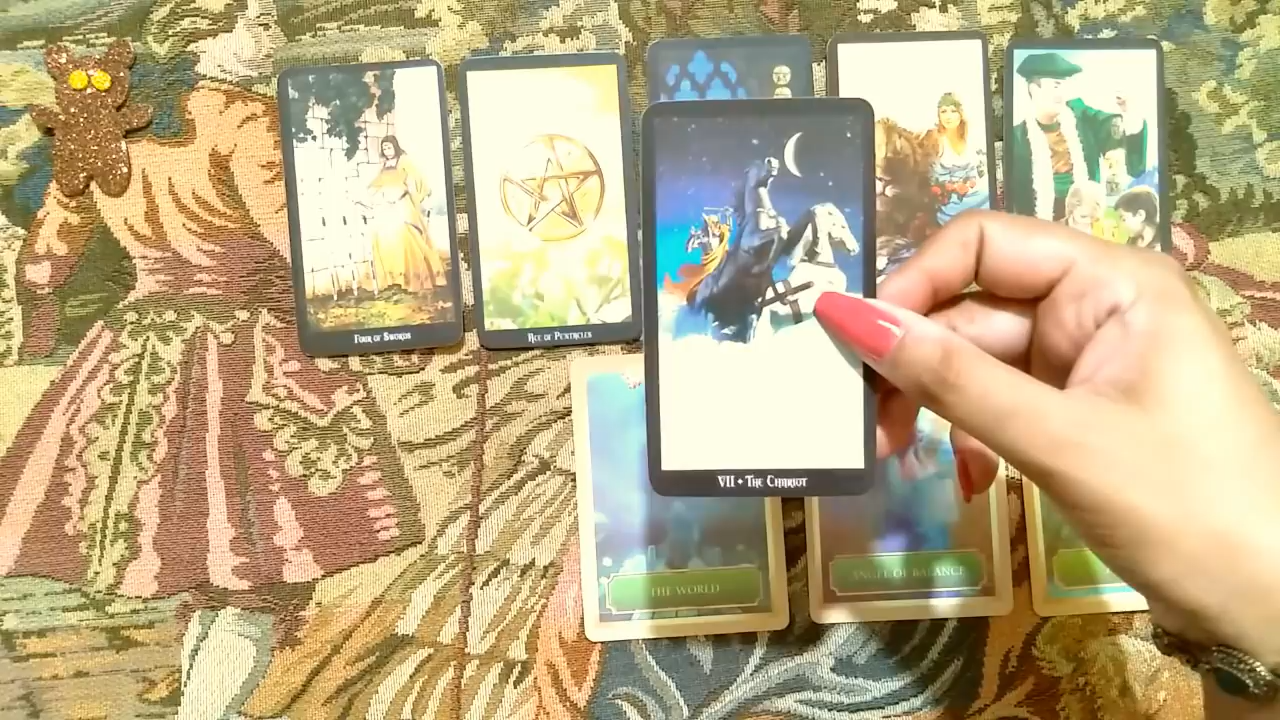 Four of Swords
Ace of Pentacles
VII + The Chariot
THE WORLD
ANGEL OF BALANCE